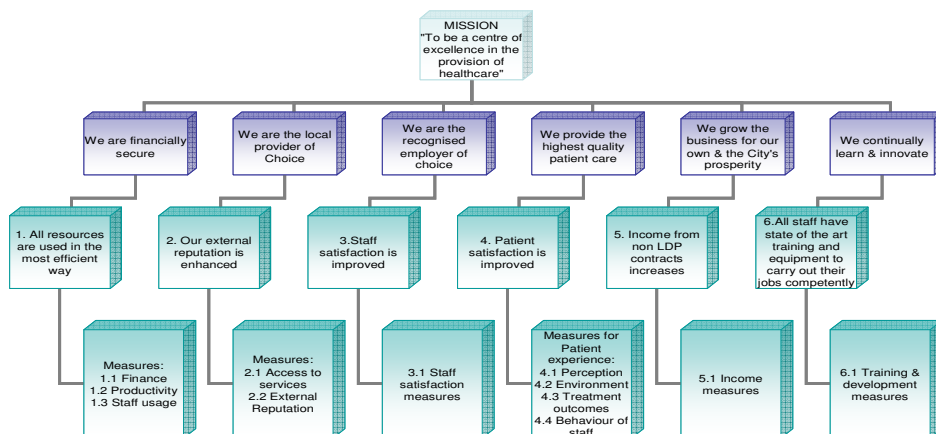 MISSION
"To be a centre of
excellence in the
provision of
healthcare"
We are financially
secure
We are the local
provider of
Choice
We are the
recognised
employer of
choice
We provide the
highest quality
patient care
We grow the
business for our
own & the City's
prosperity
We continually
learn & innovate
1. All resources
are used in the
most efficient
way
2. Our external
reputation is
enhanced
3.Staff
satisfaction is
improved
4. Patient
satisfaction is
improved
5. Income from
non LDP
contracts
increases
6.All staff have
state of the art
training and
equipment to
carry out their
jobs competently
Measures:
1.1 Finance
1.2 Productivity
1.3 Staff usage
Measures:
2.1 Access to
services
2.2 External
Reputation
3.1 Staff
satisfaction
measures
Measures for
Patient
experience:
4.1 Perception
4.2 Environment
4.3 Treatment
outcomes
4.4 Behaviour of
staff
5.1 Income
measures
6.1 Training &
development
measures